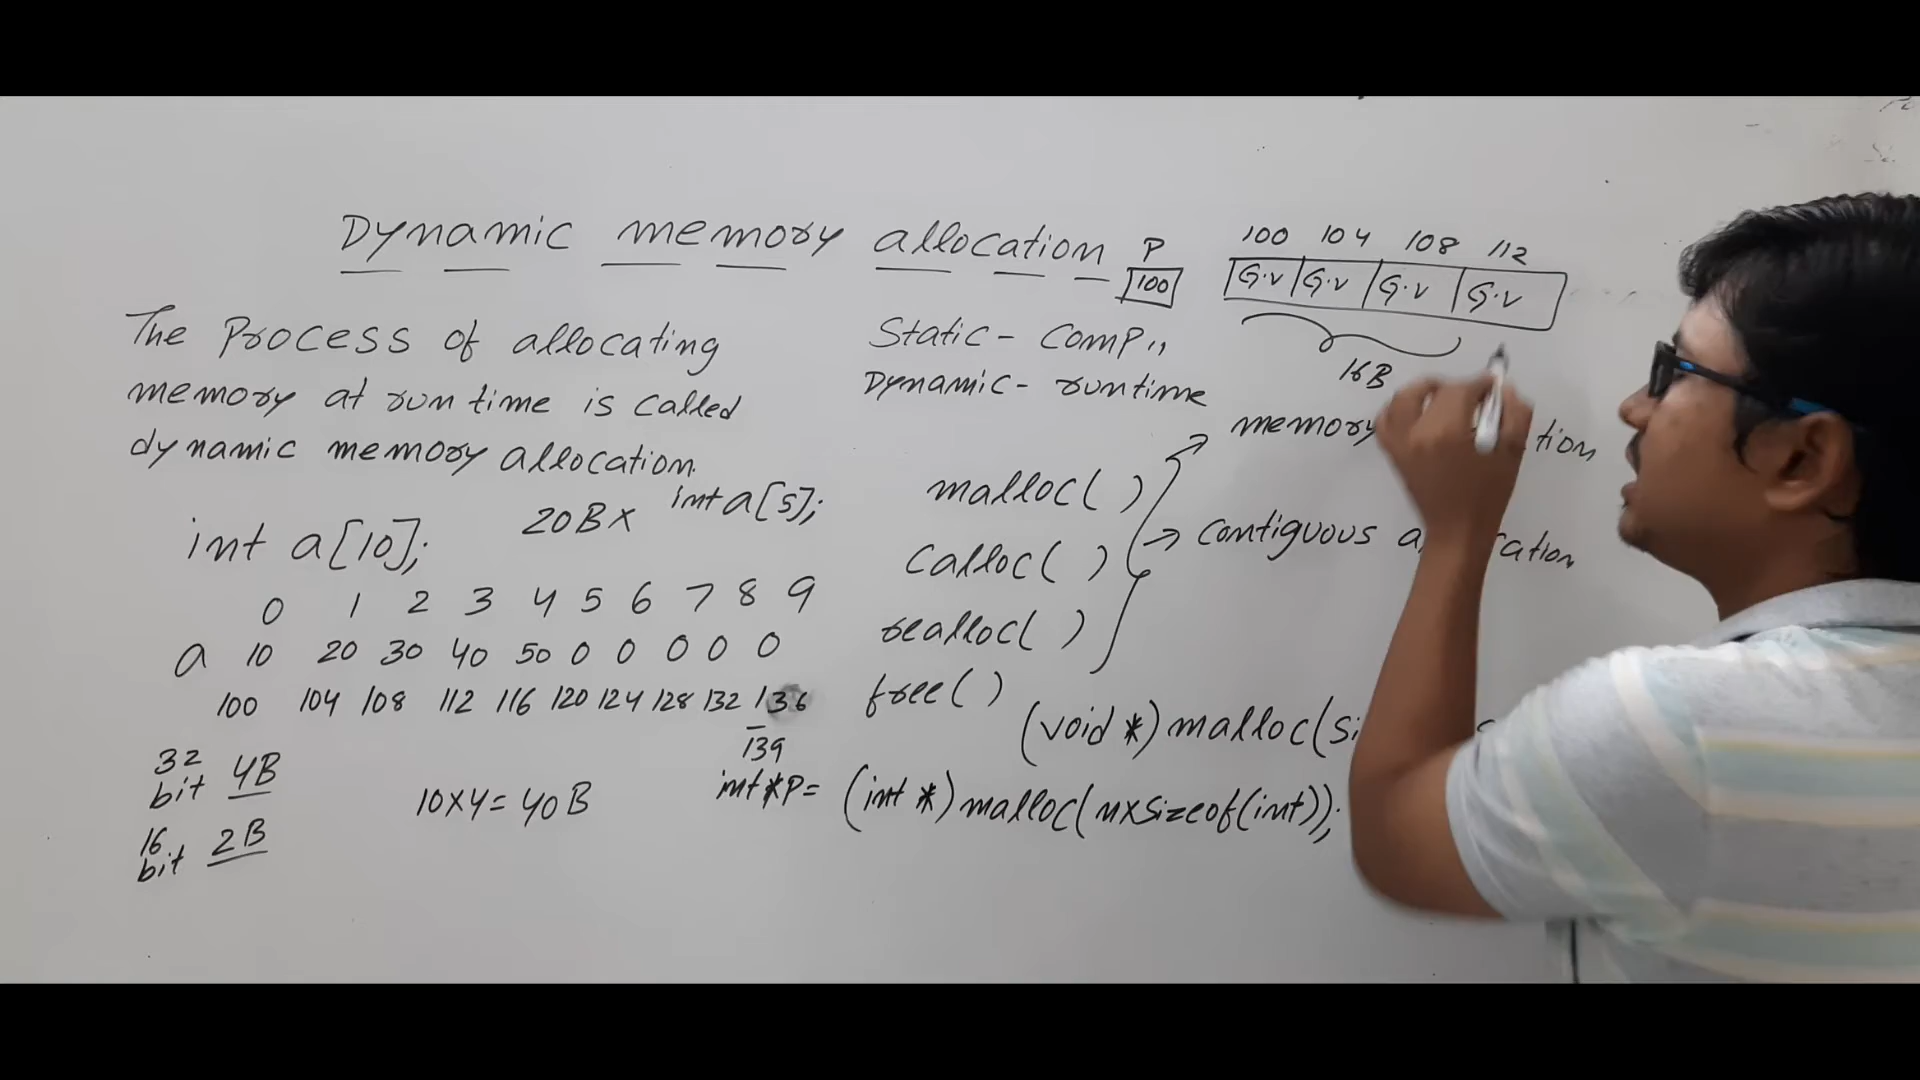 Dynamic memory allocation
P
100
100 104 108 112
G.V G.V G.V G.V
16B
The Process of allocating
memory at run time is called
dynamic memory allocation.
Static - Comp ,,
Dynamic - runtime
int a[10];
20B x
int a[5];
0 1 2 3 4 5 6 7 8 9
a 10 20 30 40 50 0 0 0 0 0
100 104 108 112 116 120 124 128 132 136
139
32 bit 4B
16 bit 2B
10x4=40B
malloc( )
calloc( )
realloc( )
free( )
memory
contiguous
(void *) malloc(
int *P= (int *) malloc(nxsizeof(int));